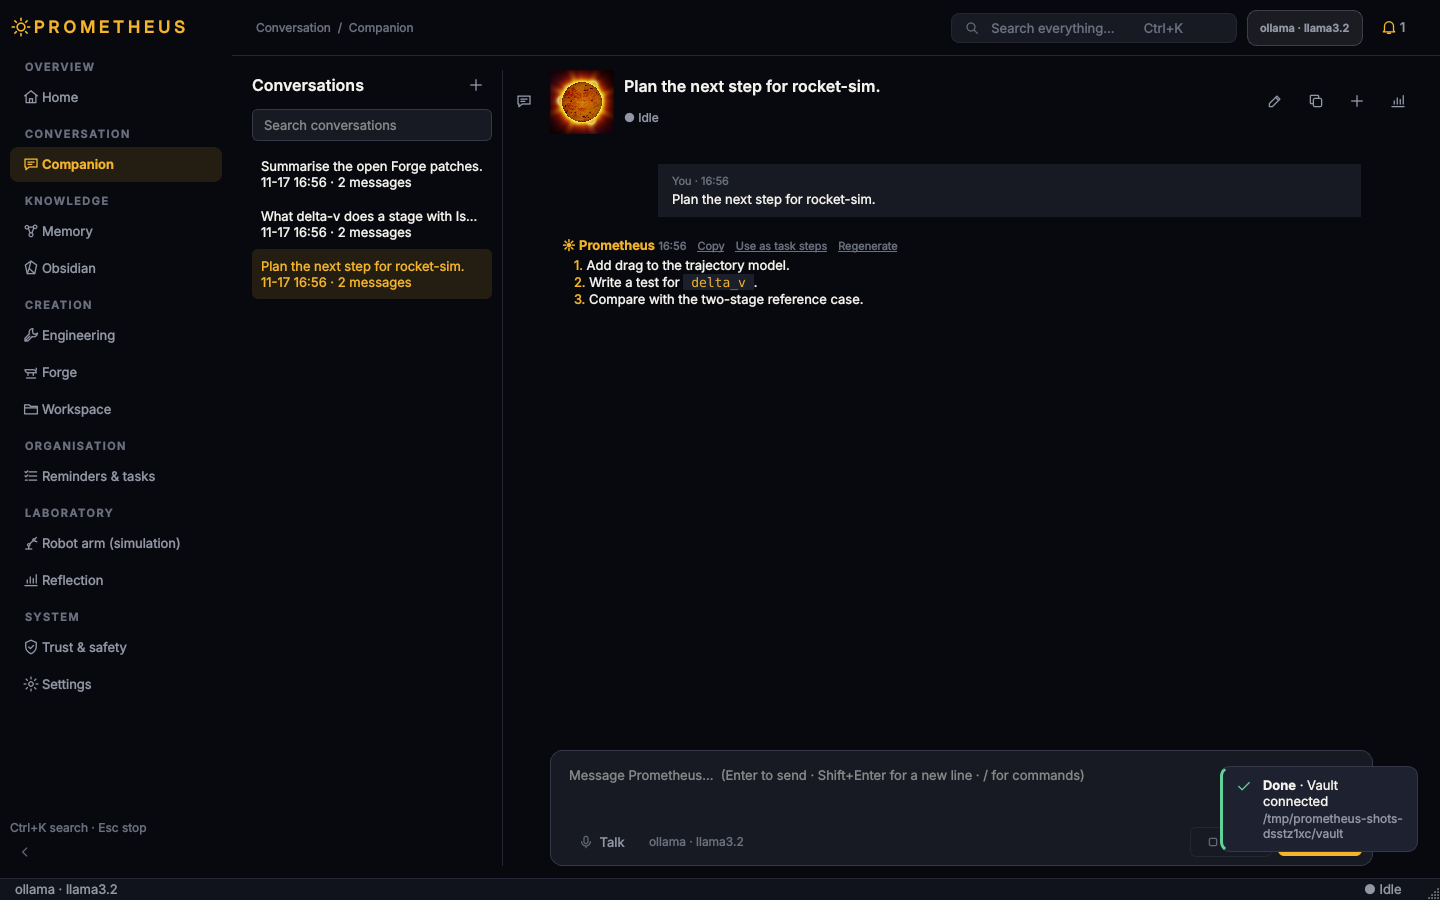 PROMETHEUS
OVERVIEW
Home
CONVERSATION
Companion
KNOWLEDGE
Memory
Obsidian
CREATION
Engineering
Forge
Workspace
ORGANISATION
Reminders & tasks
LABORATORY
Robot arm (simulation)
Reflection
SYSTEM
Trust & safety
Settings
Ctrl+K search · Esc stop
Conversation / Companion
Search everything... Ctrl+K
ollama · llama3.2
1
Conversations
Search conversations
Summarise the open Forge patches.
11-17 16:56 · 2 messages
What delta-v does a stage with Is...
11-17 16:56 · 2 messages
Plan the next step for rocket-sim.
11-17 16:56 · 2 messages
Plan the next step for rocket-sim.
Idle
You · 16:56
Plan the next step for rocket-sim.
Prometheus 16:56 Copy Use as task steps Regenerate
1. Add drag to the trajectory model.
2. Write a test for delta_v.
3. Compare with the two-stage reference case.
Message Prometheus... (Enter to send · Shift+Enter for a new line · / for commands)
Talk
ollama · llama3.2
Done · Vault
connected
/tmp/prometheus-shots-
dsstz1xc/vault
ollama · llama3.2
Idle